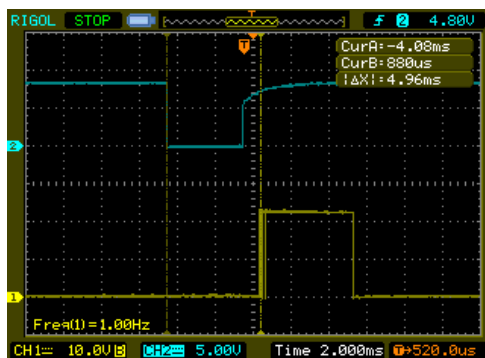 RIGOL STOP T f 2 4.80V
T
CurA:-4.08ms
CurB:880us
|ΔX|:4.96ms
2
1
Freq(1)=1.00Hz
CH1 10.0V B CH2 5.00V Time 2.000ms T→520.0us